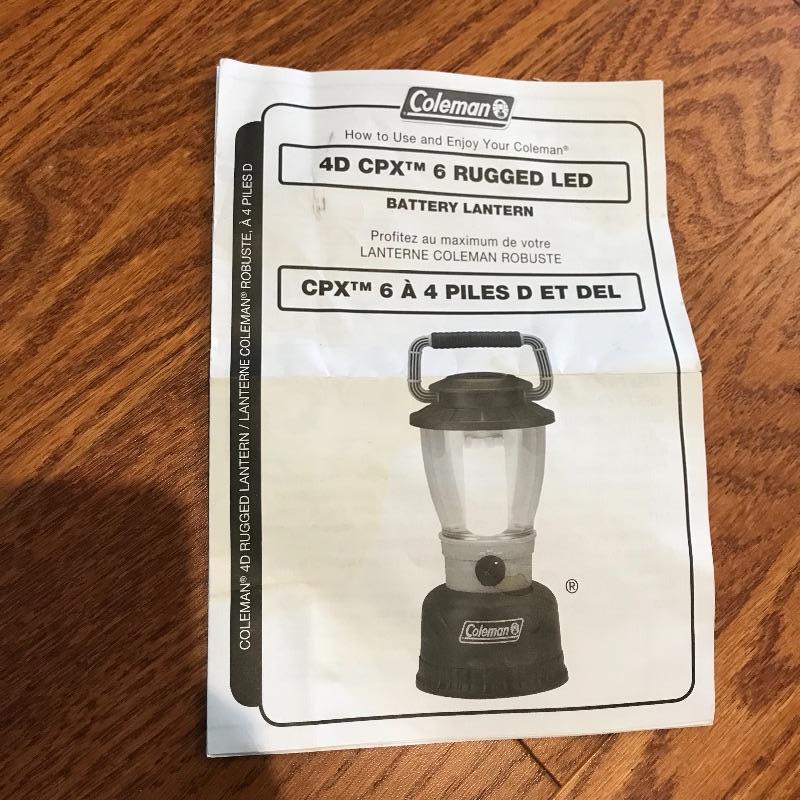 Coleman
How to Use and Enjoy Your Coleman®
4D CPX™ 6 RUGGED LED
BATTERY LANTERN
Profitez au maximum de votre
LANTERNE COLEMAN ROBUSTE
CPX™ 6 À 4 PILES D ET DEL
®
Coleman
COLEMAN® 4D RUGGED LANTERN / LANTERNE COLEMAN® ROBUSTE, À 4 PILES D